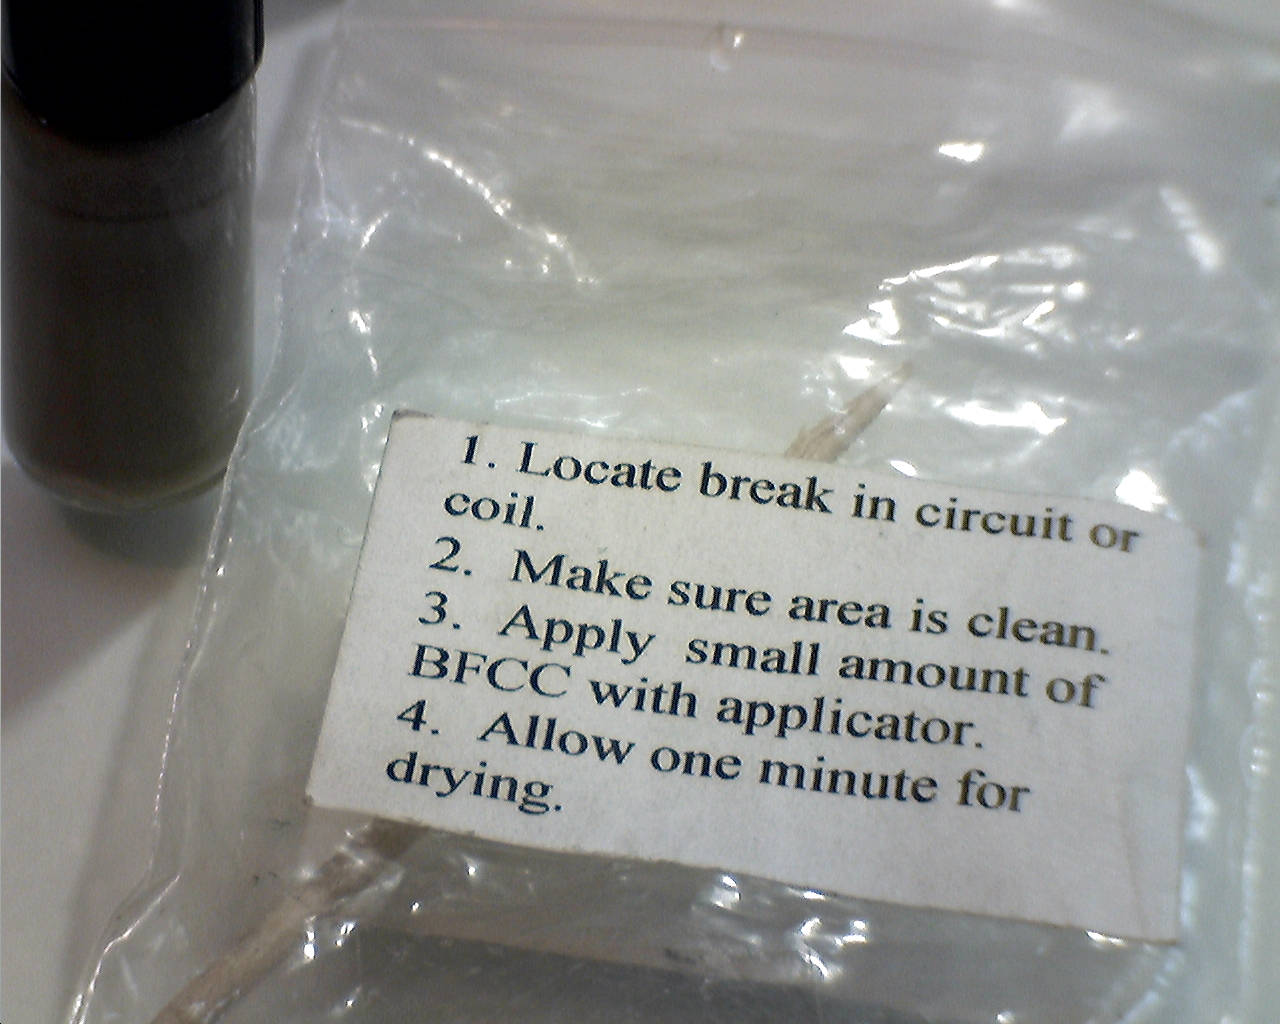 1. Locate break in circuit or
coil.
2. Make sure area is clean.
3. Apply small amount of
BFCC with applicator.
4. Allow one minute for
drying.